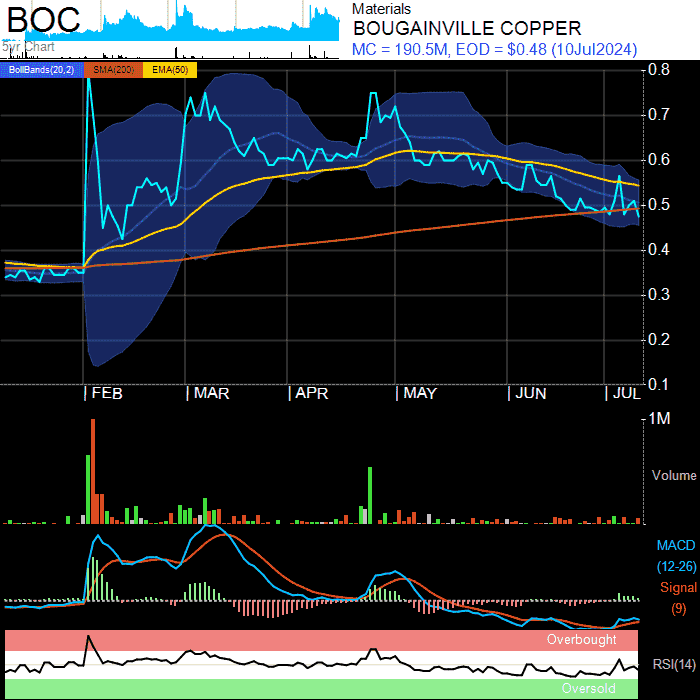 BOC
5yr Chart
Materials
BOUGAINVILLE COPPER
MC = 190.5M, EOD = $0.48 (10Jul2024)
BollBands(20,2) SMA(200) EMA(50)
0.8
0.7
0.6
0.5
0.4
0.3
0.2
0.1
FEB MAR APR MAY JUN JUL
1M
Volume
MACD
(12-26)
Signal
(9)
Overbought
RSI(14)
Oversold